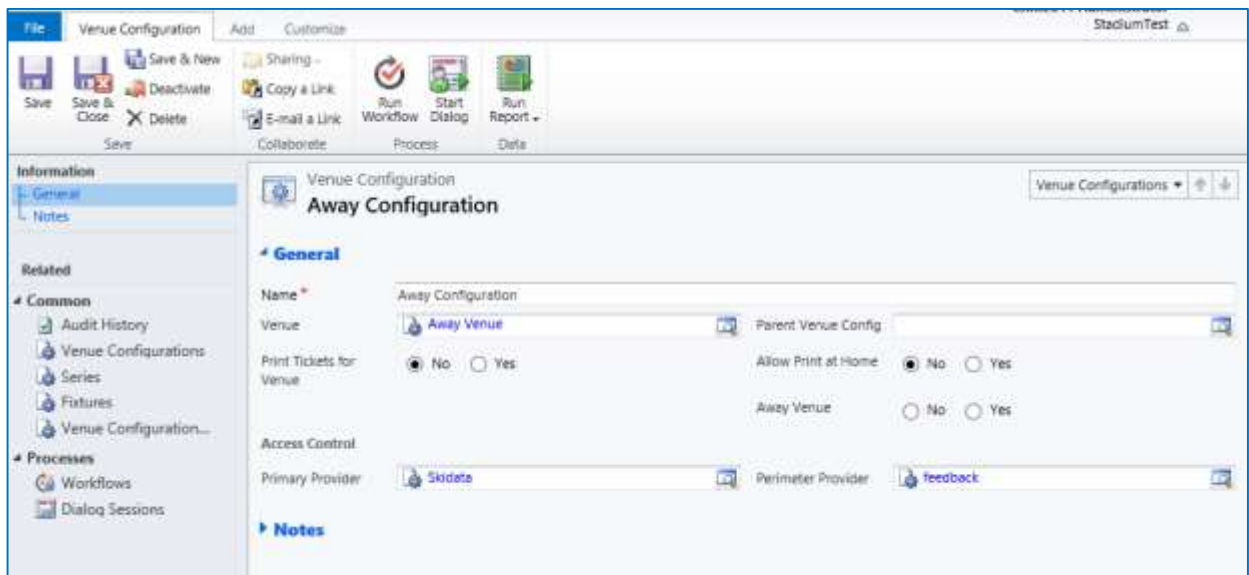 StadiumTest
File Venue Configuration Add Customize
Save
Save & Close
Save & New
Deactivate
Delete
Save
Sharing
Copy a Link
E-mail a Link
Collaborate
Run Workflow
Start Dialog
Process
Run Report
Data
Information
General
Notes
Related
Common
Audit History
Venue Configurations
Series
Fixtures
Venue Configuration...
Processes
Workflows
Dialog Sessions
Venue Configuration
Away Configuration
Venue Configurations
General
Name* Away Configuration
Venue Away Venue Parent Venue Config
Print Tickets for Venue No Yes Allow Print at Home No Yes
Away Venue No Yes
Access Control
Primary Provider Skidata Perimeter Provider feedback
Notes